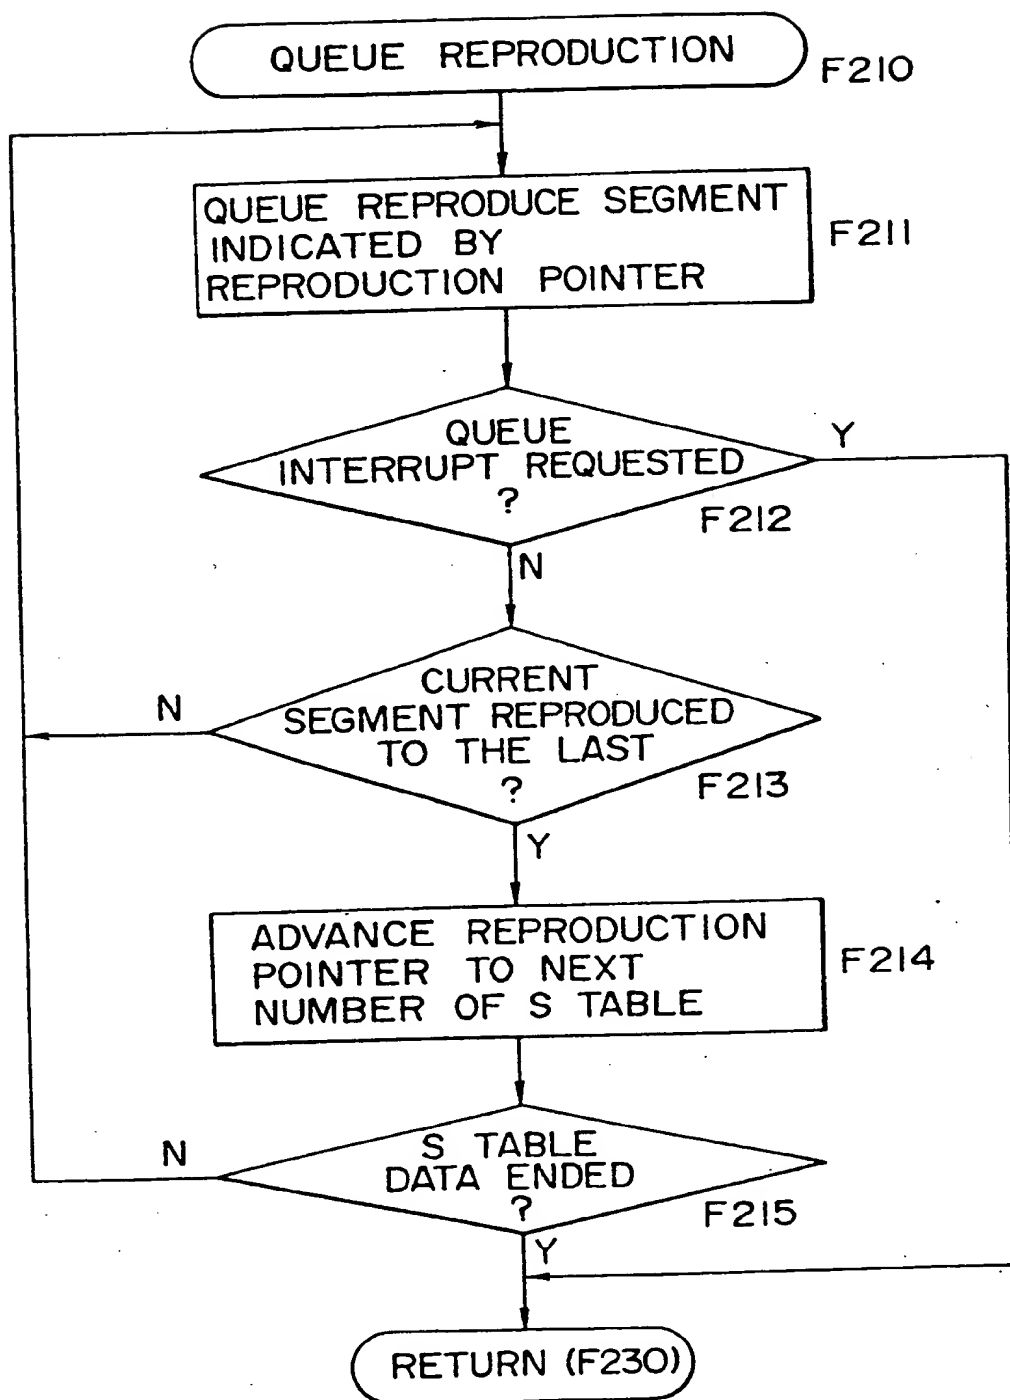 QUEUE REPRODUCTION
F210
QUEUE REPRODUCE SEGMENT
INDICATED BY
REPRODUCTION POINTER
F211
QUEUE
INTERRUPT REQUESTED
?
Y
F212
N
CURRENT
SEGMENT REPRODUCED
TO THE LAST
?
N
F213
Y
ADVANCE REPRODUCTION
POINTER TO NEXT
NUMBER OF S TABLE
F214
S TABLE
DATA ENDED
?
N
F215
Y
RETURN (F230)